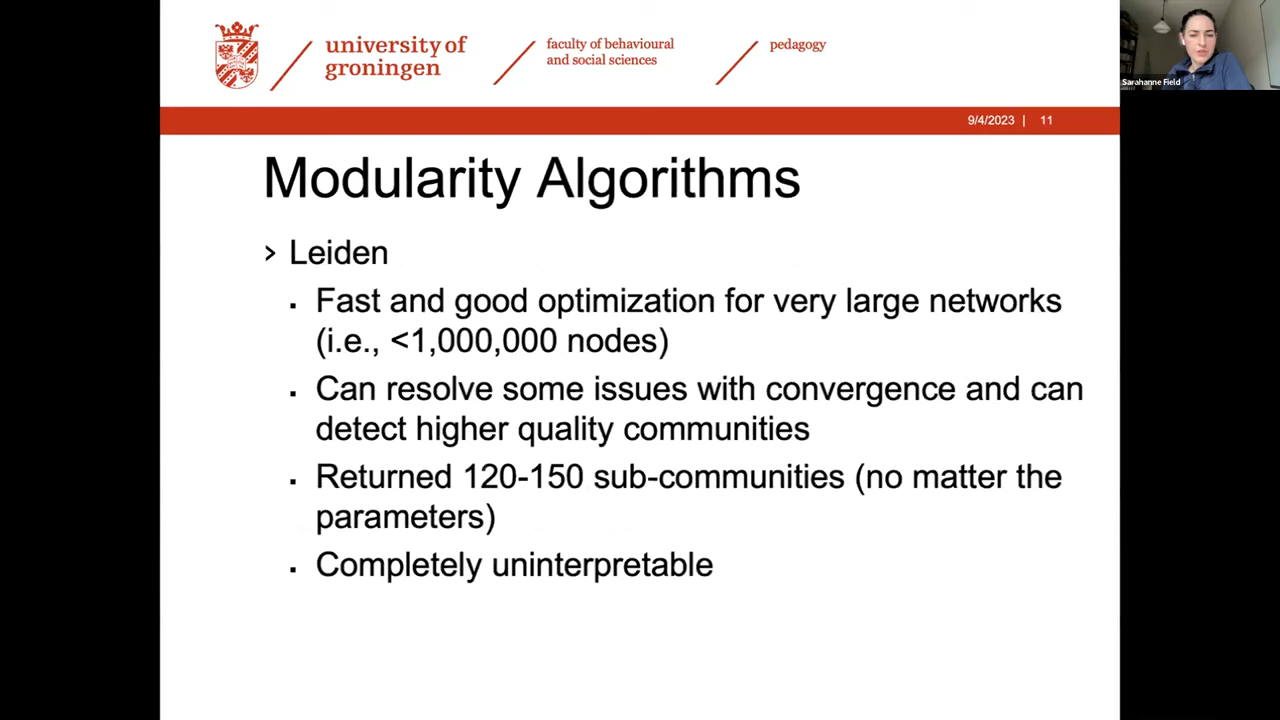 university of
groningen
faculty of behavioural
and social sciences
pedagogy
Sarahanne Field
9/4/2023 | 11
Modularity Algorithms
› Leiden
▪ Fast and good optimization for very large networks
(i.e., <1,000,000 nodes)
▪ Can resolve some issues with convergence and can
detect higher quality communities
▪ Returned 120-150 sub-communities (no matter the
parameters)
▪ Completely uninterpretable